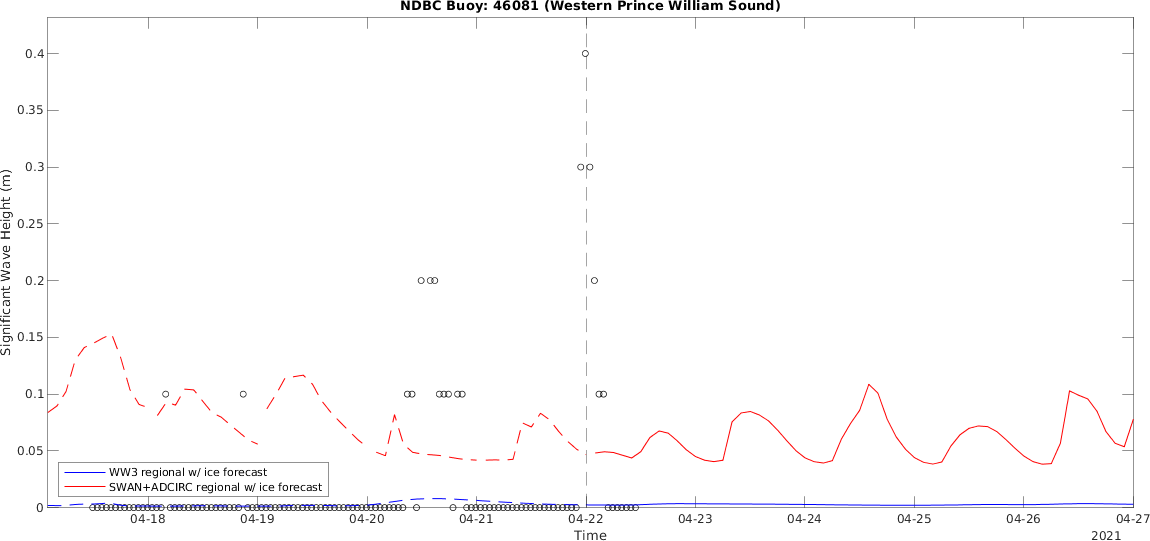 NDBC Buoy: 46081 (Western Prince William Sound)
Significant Wave Height (m)
0.4
0.35
0.3
0.25
0.2
0.15
0.1
0.05
0
WW3 regional w/ ice forecast
SWAN+ADCIRC regional w/ ice forecast
04-18 04-19 04-20 04-21 04-22 04-23 04-24 04-25 04-26 04-27
Time
2021